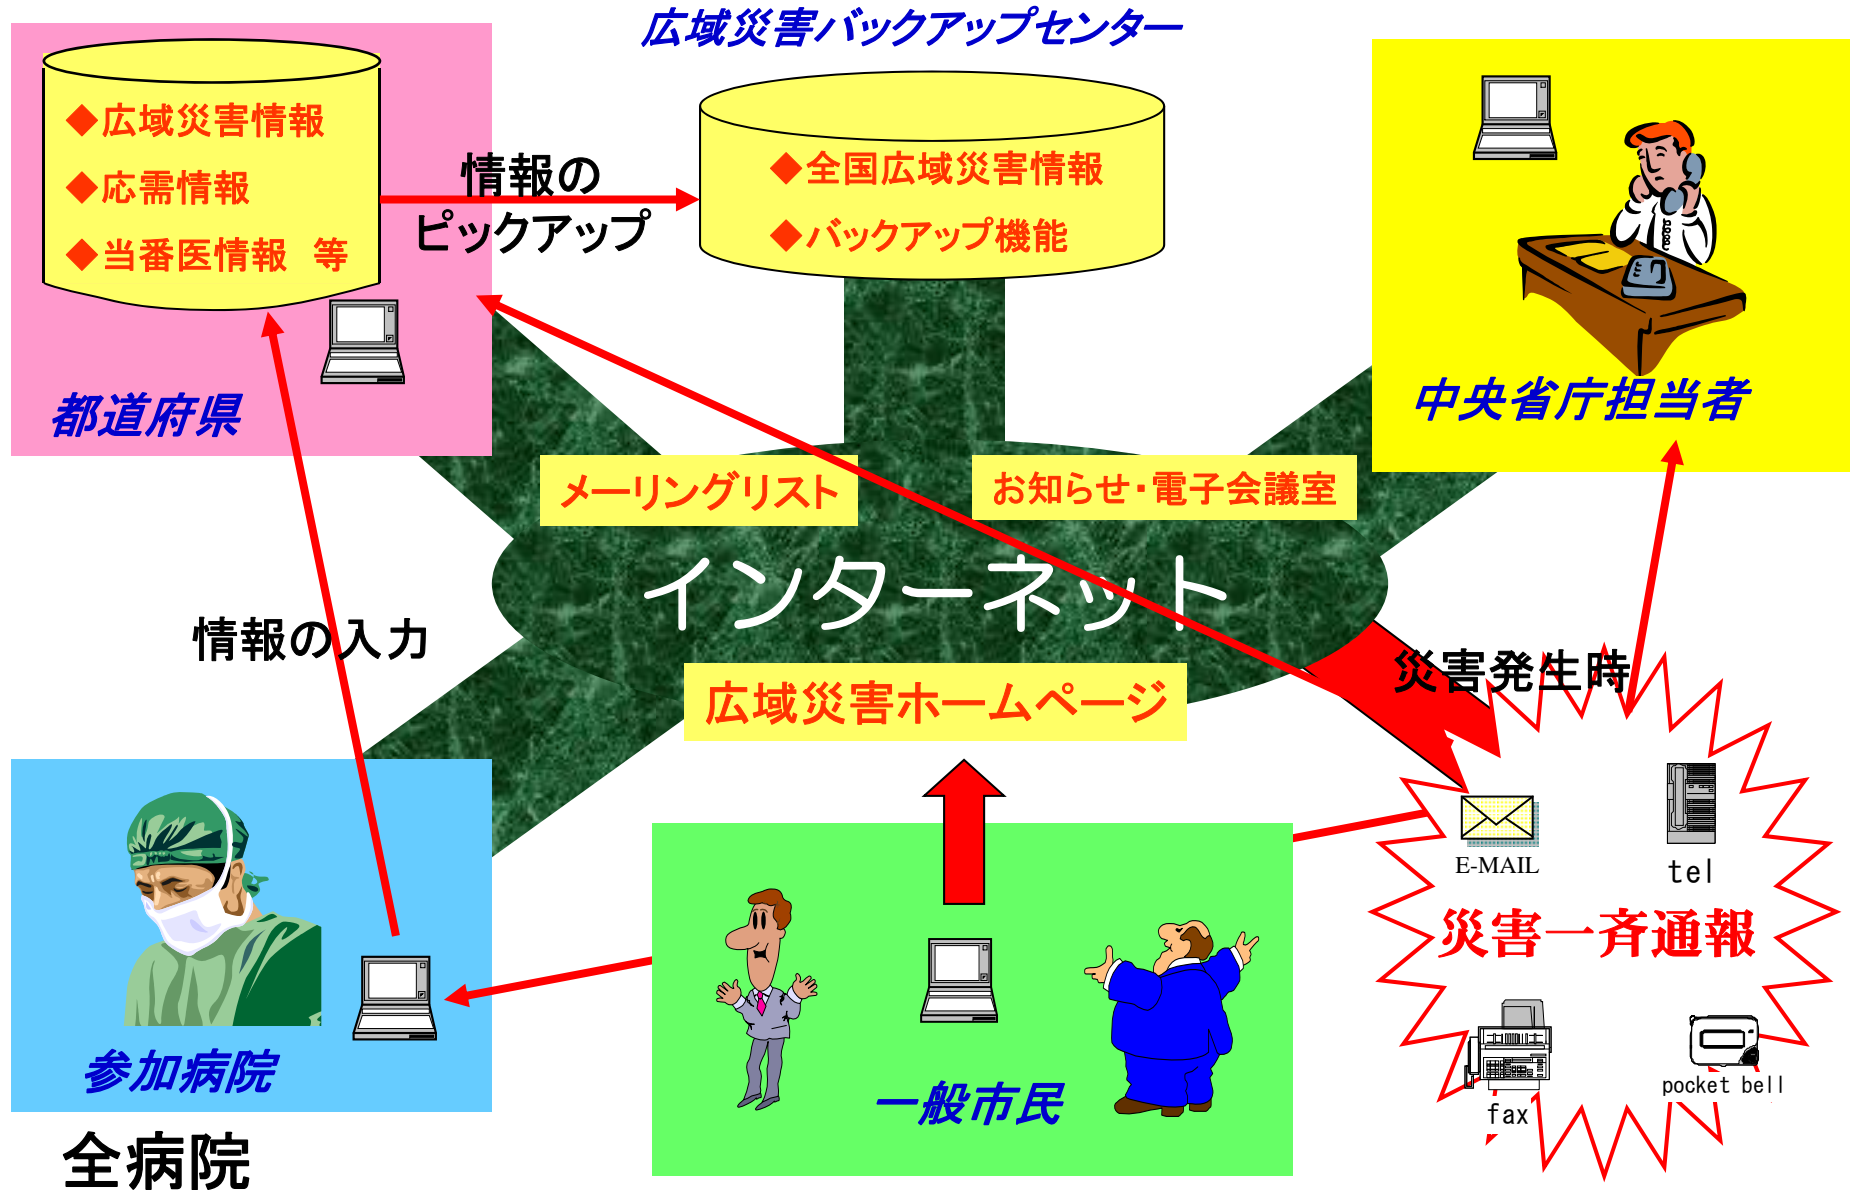 広域災害バックアップセンター
◆広域災害情報
◆応需情報
◆当番医情報　等
都道府県
情報の
ピックアップ
◆全国広域災害情報
◆バックアップ機能
中央省庁担当者
メーリングリスト
お知らせ・電子会議室
インターネット
広域災害ホームページ
情報の入力
災害発生時
E-MAIL
tel
災害一斉通報
fax
pocket bell
参加病院
全病院
一般市民